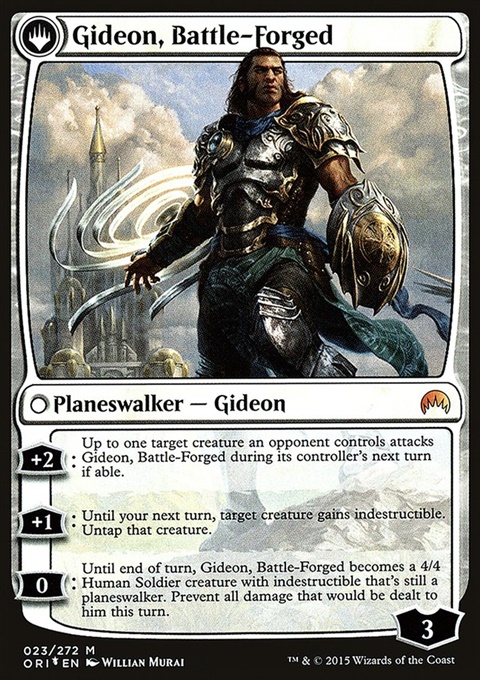 Gideon, Battle-Forged
Planeswalker — Gideon
+2: Up to one target creature an opponent controls attacks
Gideon, Battle-Forged during its controller's next turn
if able.
+1: Until your next turn, target creature gains indestructible.
Untap that creature.
0: Until end of turn, Gideon, Battle-Forged becomes a 4/4
Human Soldier creature with indestructible that's still a
planeswalker. Prevent all damage that would be dealt to
him this turn.
3
023/272 M
ORI EN Willian Murai
™ & © 2015 Wizards of the Coast